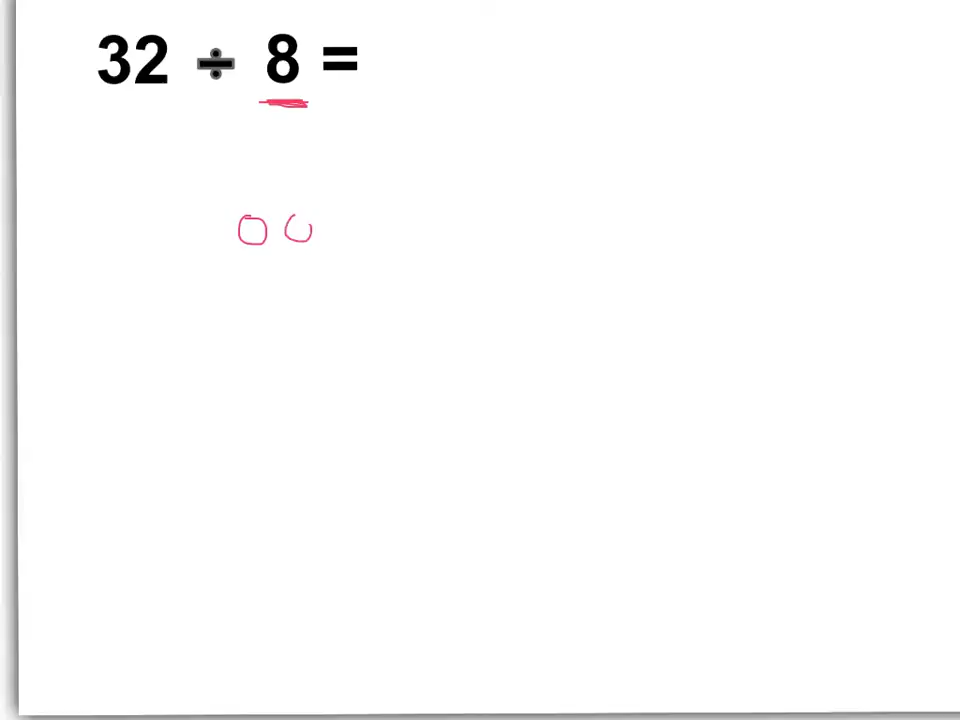 32 ÷ 8 =